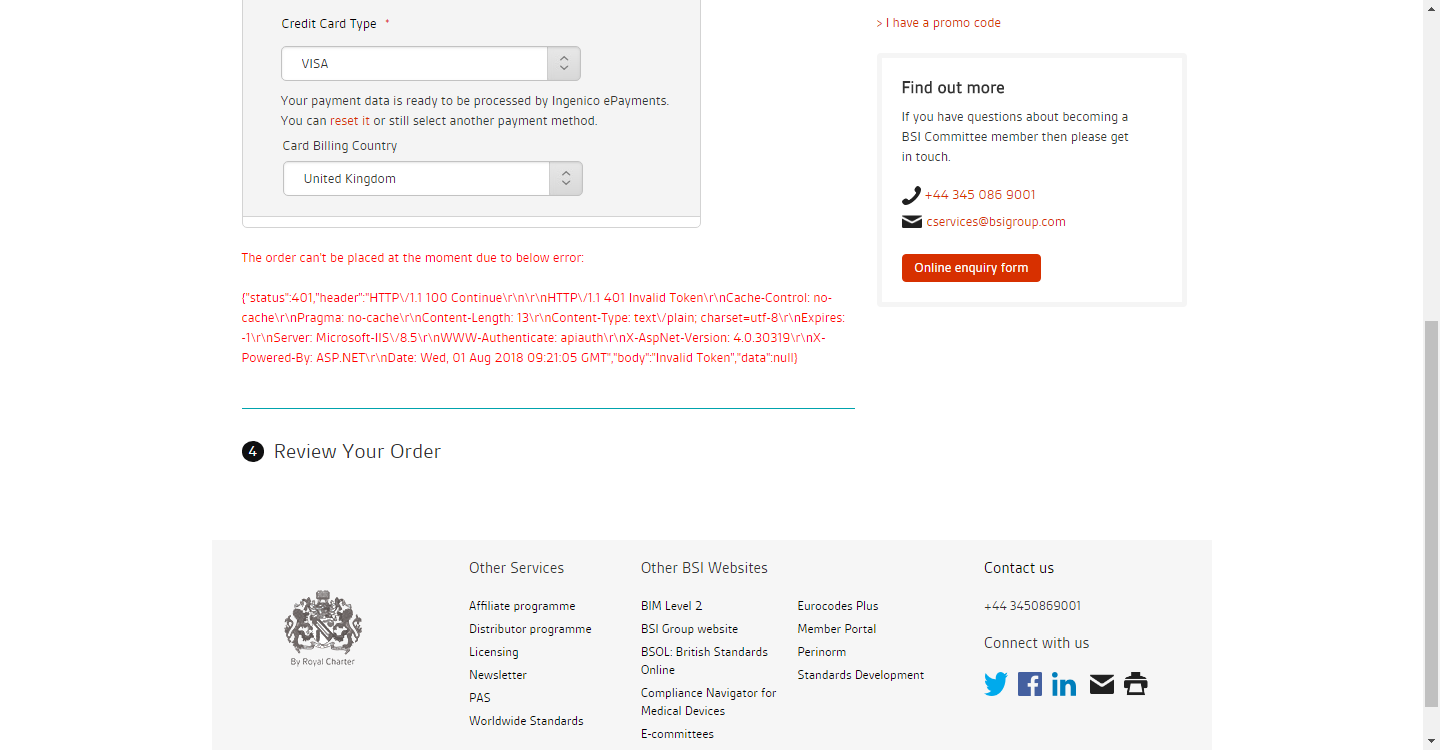 Credit Card Type *
VISA
Your payment data is ready to be processed by Ingenico ePayments.
You can reset it or still select another payment method.
Card Billing Country
United Kingdom
The order can't be placed at the moment due to below error:
{"status":401,"header":"HTTP\/1.1 100 Continue\r\n\r\nHTTP\/1.1 401 Invalid Token\r\nCache-Control: no-
cache\r\nPragma: no-cache\r\nContent-Length: 13\r\nContent-Type: text\/plain; charset=utf-8\r\nExpires:
-1\r\nServer: Microsoft-IIS\/8.5\r\nWWW-Authenticate: apiauth\r\nX-AspNet-Version: 4.0.30319\r\nX-
Powered-By: ASP.NET\r\nDate: Wed, 01 Aug 2018 09:21:05 GMT","body":"Invalid Token","data":null}
4 Review Your Order
> I have a promo code
Find out more
If you have questions about becoming a
BSI Committee member then please get
in touch.
+44 345 086 9001
cservices@bsigroup.com
Online enquiry form
By Royal Charter
Other Services
Affiliate programme
Distributor programme
Licensing
Newsletter
PAS
Worldwide Standards
Other BSI Websites
BIM Level 2
BSI Group website
BSOL: British Standards
Online
Compliance Navigator for
Medical Devices
E-committees
Eurocodes Plus
Member Portal
Perinorm
Standards Development
Contact us
+44 3450869001
Connect with us